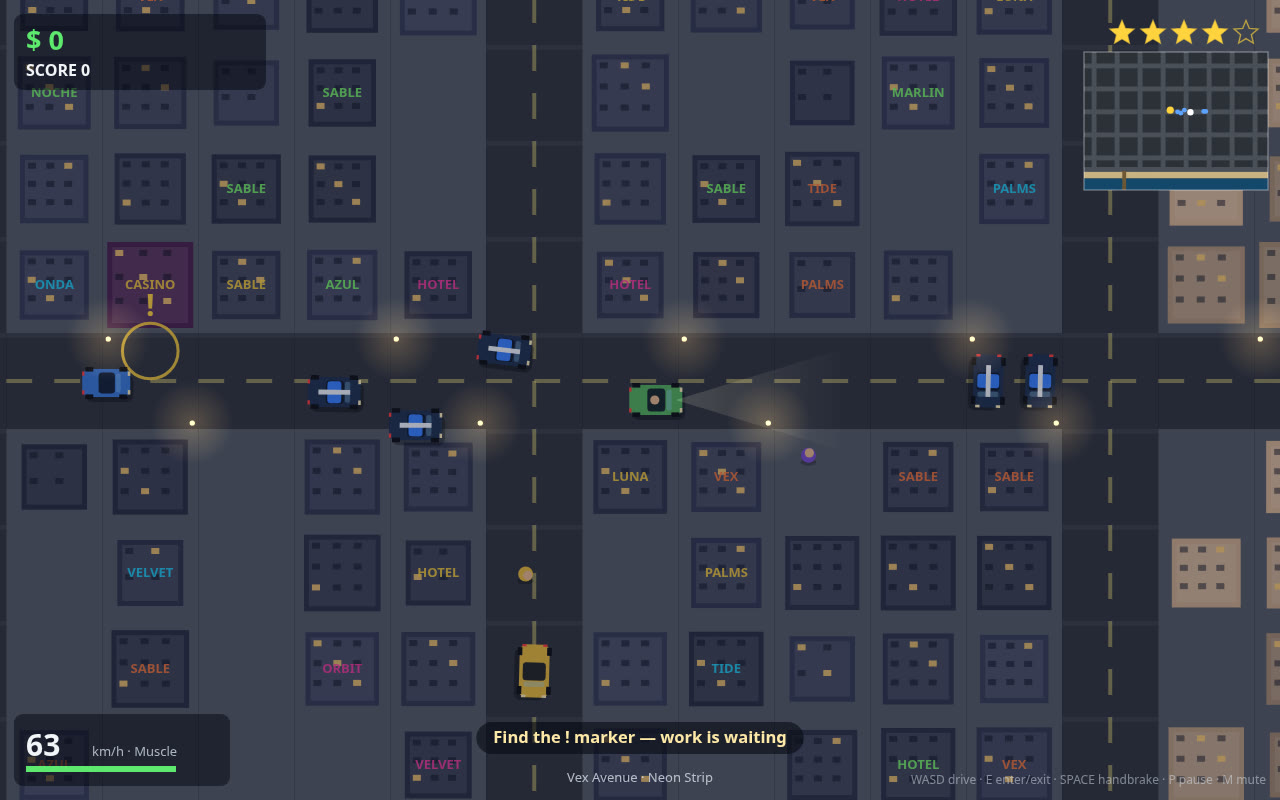 $ 0
SCORE 0
NOCHE
SABLE
MARLIN
SABLE
SABLE
TIDE
PALMS
ONDA
CASINO
SABLE
AZUL
HOTEL
HOTEL
PALMS
!
LUNA
VEX
SABLE
SABLE
VELVET
HOTEL
PALMS
SABLE
ORBIT
TIDE
63 km/h · Muscle
AZUL
VELVET
HOTEL
VEX
Find the ! marker — work is waiting
Vex Avenue · Neon Strip
WASD drive · E enter/exit · SPACE handbrake · P pause · M mute